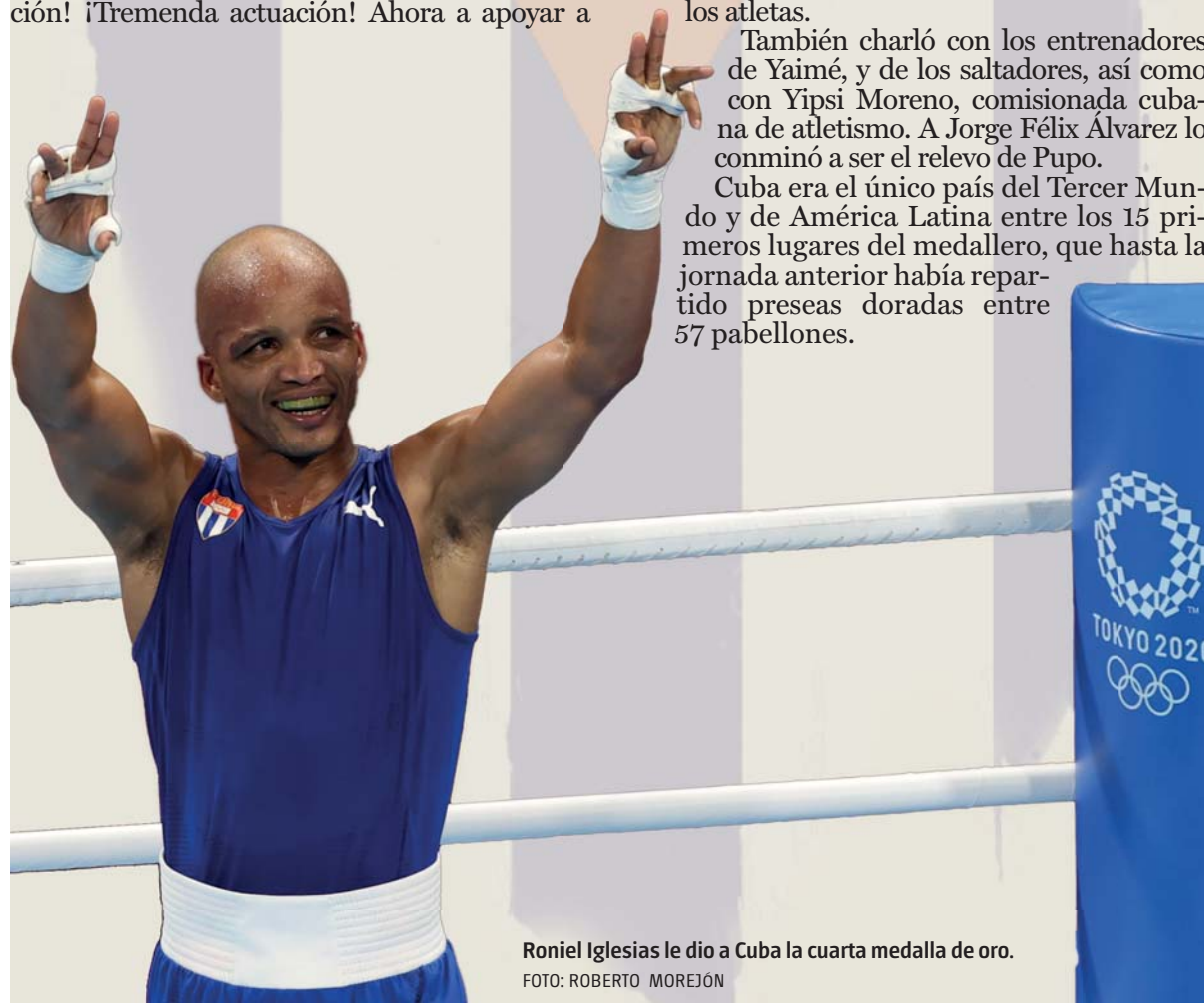 ción! ¡Tremenda actuación! Ahora a apoyar a
los atletas.
También charló con los entrenadores
de Yaimé, y de los saltadores, así como
con Yipsi Moreno, comisionada cuba-
na de atletismo. A Jorge Félix Álvarez lo
conminó a ser el relevo de Pupo.
Cuba era el único país del Tercer Mun-
do y de América Latina entre los 15 pri-
meros lugares del medallero, que hasta la
jornada anterior había repar-
tido preseas doradas entre
57 pabellones.
TM
TOKYO 2020
Roniel Iglesias le dio a Cuba la cuarta medalla de oro.
FOTO: ROBERTO MOREJÓN